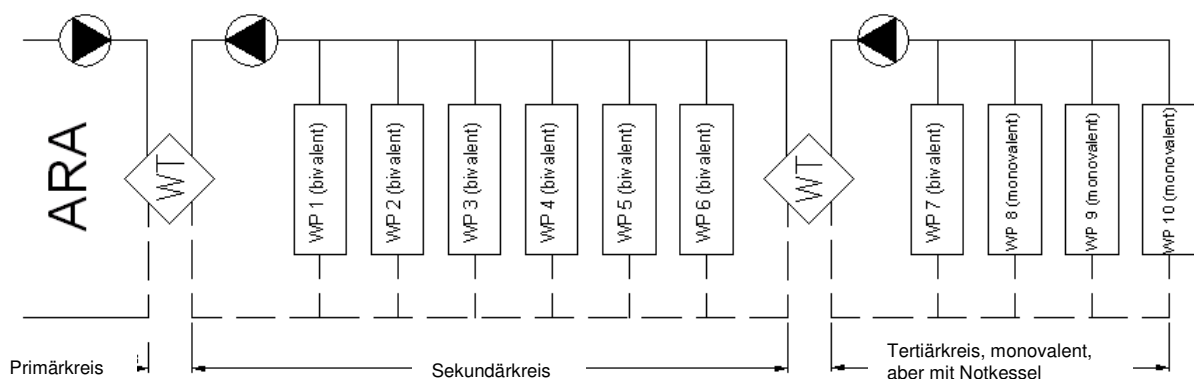 ARA
WT
WP 1 (bivalent)
WP 2 (bivalent)
WP 3 (bivalent)
WP 4 (bivalent)
WP 5 (bivalent)
WP 6 (bivalent)
WT
WP 7 (bivalent)
WP 8 (monovalent)
WP 9 (monovalent)
WP 10 (monovalent)
Primärkreis
Sekundärkreis
Tertiärkreis, monovalent,
aber mit Notkessel